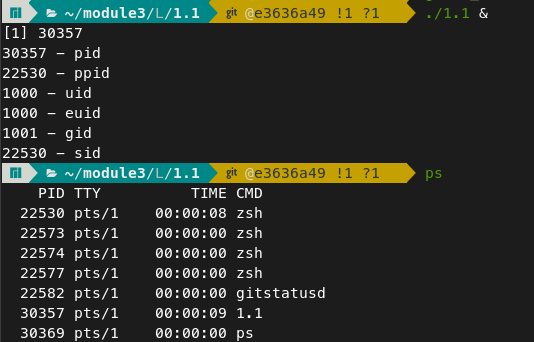 ~/module3/L/1.1 git @e3636a49 !1 ?1 ./1.1 &
[1] 30357
30357 – pid
22530 – ppid
1000 – uid
1000 – euid
1001 – gid
22530 – sid
~/module3/L/1.1 git @e3636a49 !1 ?1 ps
PID TTY TIME CMD
22530 pts/1 00:00:08 zsh
22573 pts/1 00:00:00 zsh
22574 pts/1 00:00:00 zsh
22577 pts/1 00:00:00 zsh
22582 pts/1 00:00:00 gitstatusd
30357 pts/1 00:00:09 1.1
30369 pts/1 00:00:00 ps